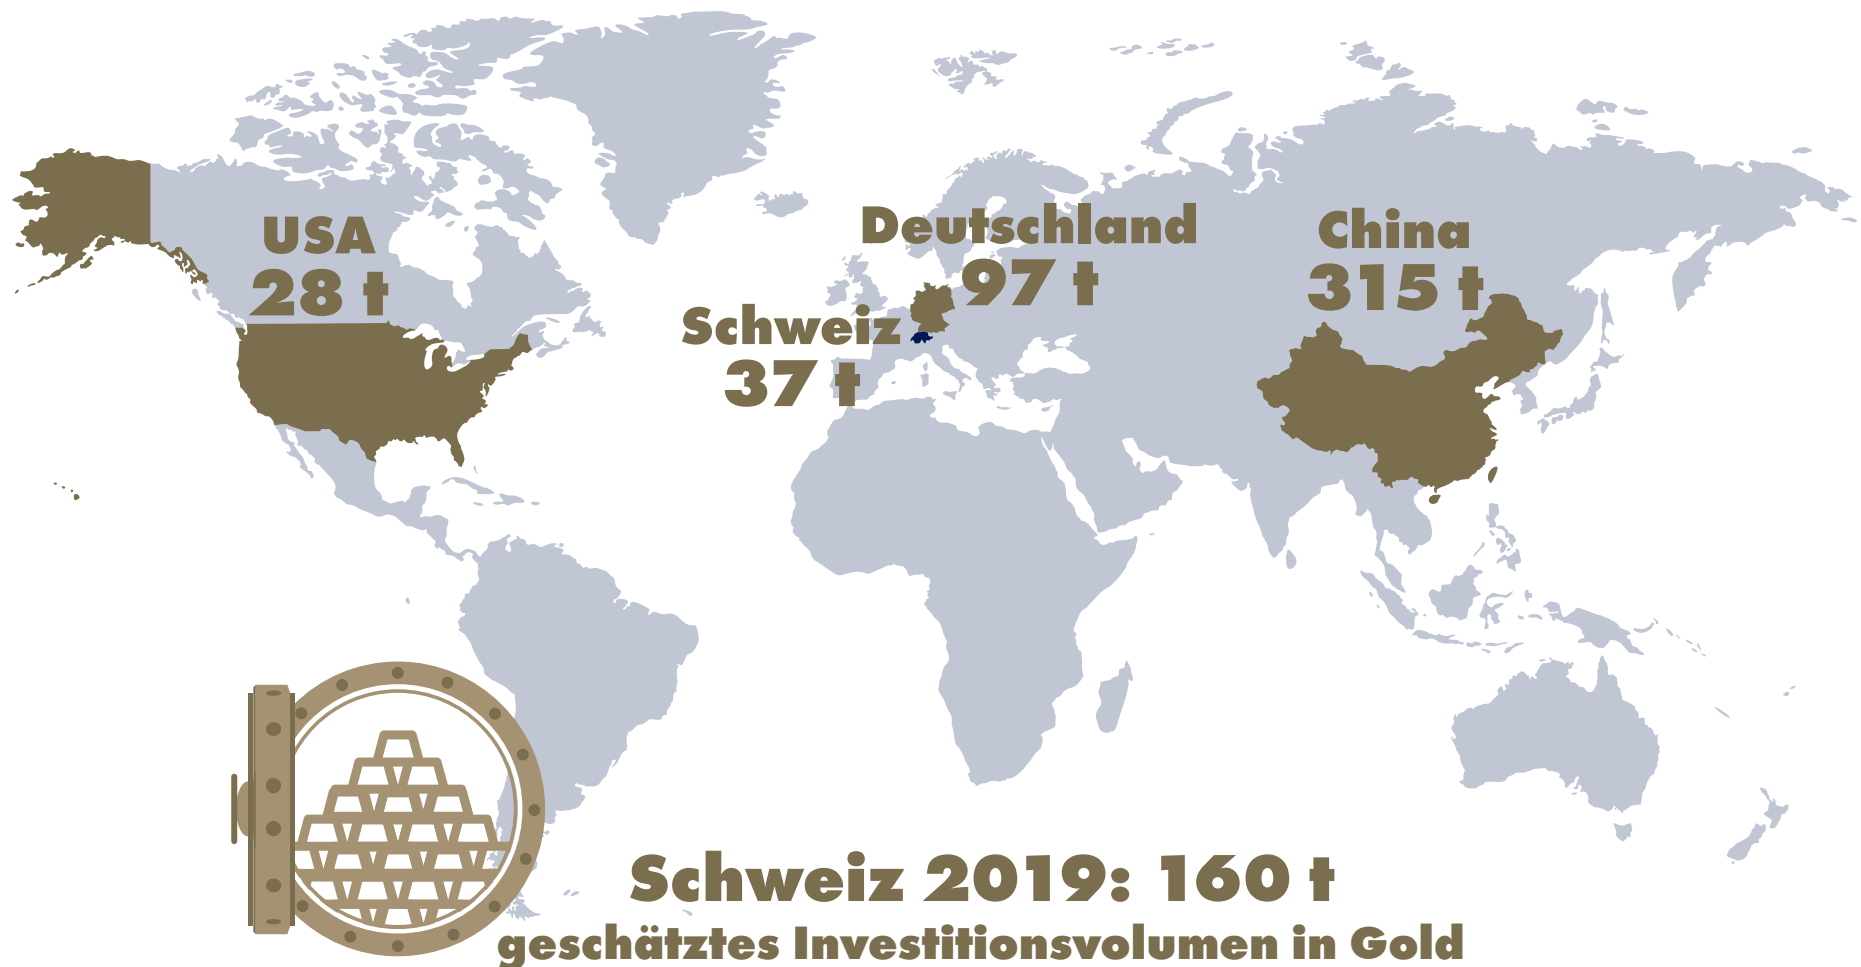 USA
28 t
Deutschland
97 t
China
315 t
Schweiz
37 t
Schweiz 2019: 160 t
geschätztes Investitionsvolumen in Gold